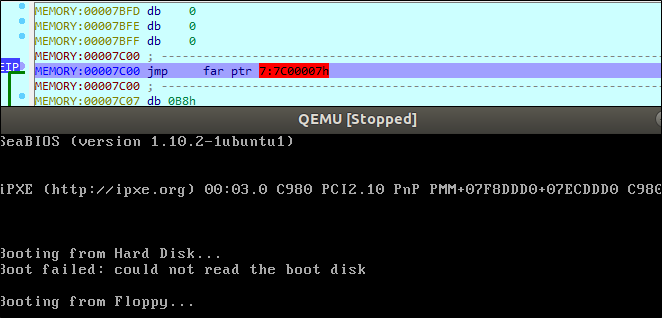 MEMORY:00007BFD db 0
MEMORY:00007BFE db 0
MEMORY:00007BFF db 0
MEMORY:00007C00 ; ----------------------------------------
EIP MEMORY:00007C00 jmp far ptr 7:7C00007h
MEMORY:00007C00 ; ----------------------------------------
MEMORY:00007C07 db 0B8h
QEMU [Stopped]
SeaBIOS (version 1.10.2-1ubuntu1)
iPXE (http://ipxe.org) 00:03.0 C980 PCI2.10 PnP PMM+07F8DDD0+07ECDDD0 C980
Booting from Hard Disk...
Boot failed: could not read the boot disk
Booting from Floppy...